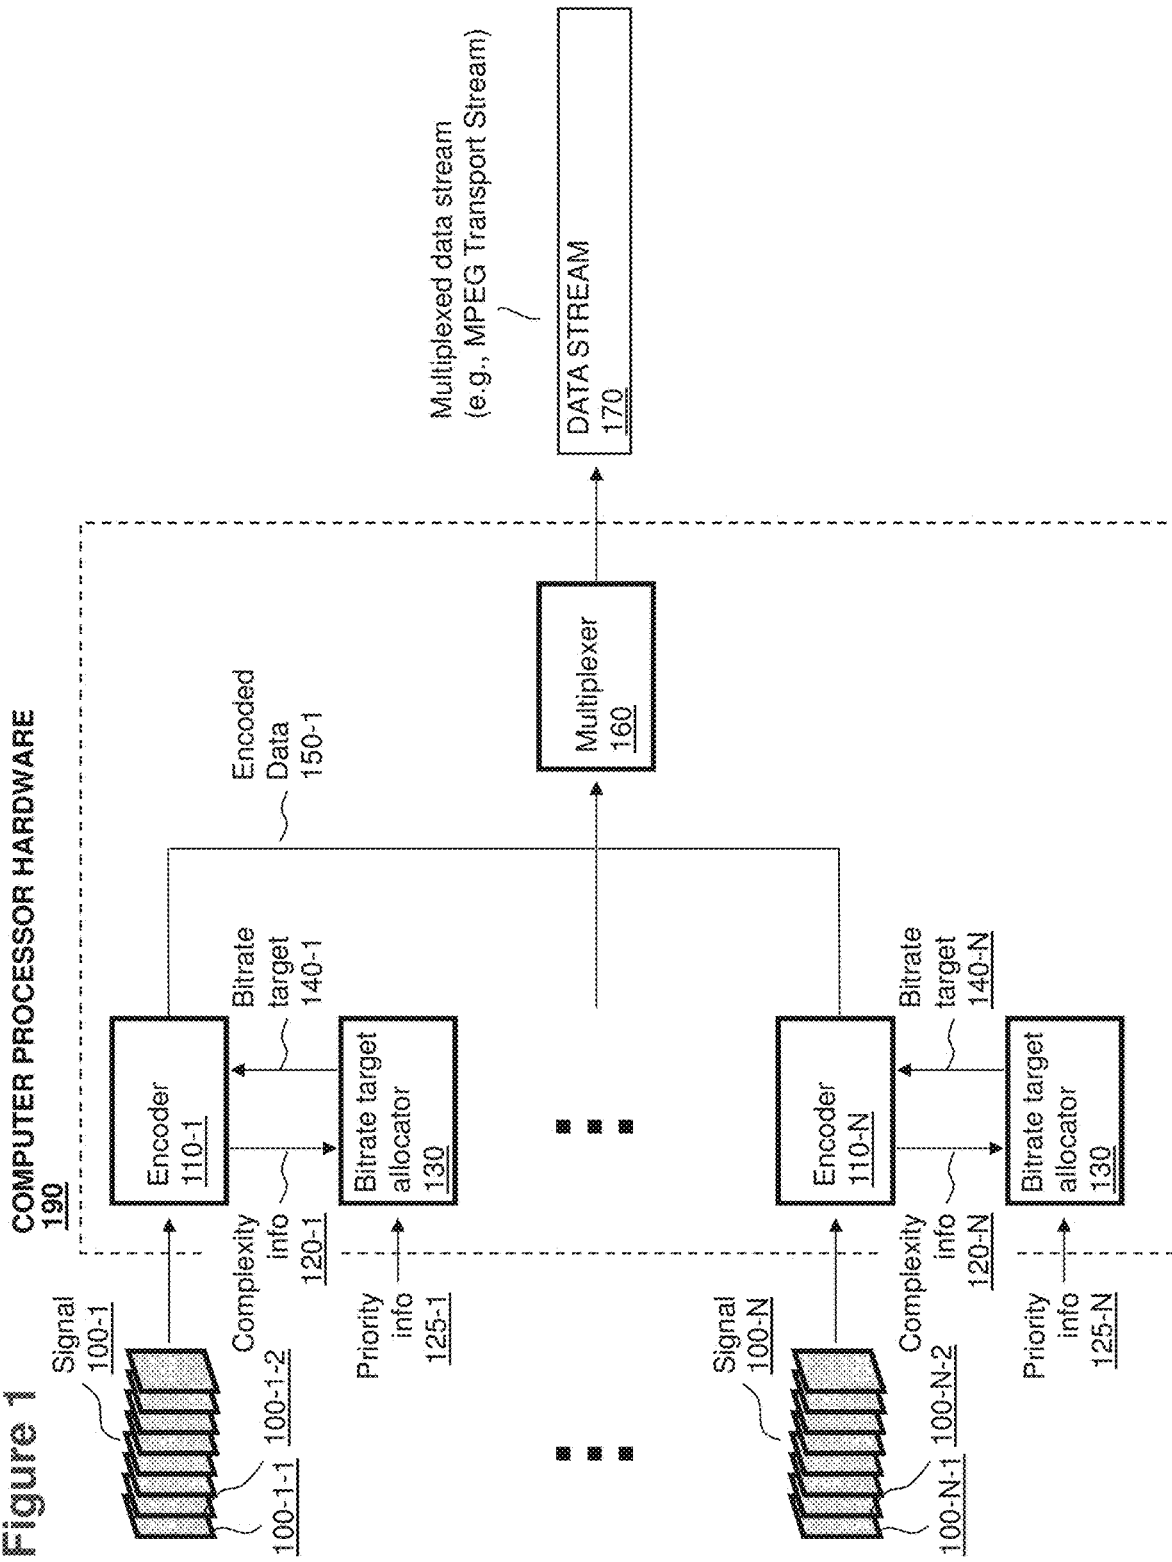 Figure 1
COMPUTER PROCESSOR HARDWARE
190
Signal
100-1
100-1-1
100-1-2
Encoder
110-1
Complexity
info
120-1
Bitrate
target
140-1
Encoded
Data
150-1
Priority
info
125-1
Bitrate target
allocator
130
Multiplexed data stream
(e.g., MPEG Transport Stream)
Multiplexer
160
DATA STREAM
170
Signal
100-N
100-N-1
100-N-2
Encoder
110-N
Complexity
info
120-N
Bitrate
target
140-N
Priority
info
125-N
Bitrate target
allocator
130